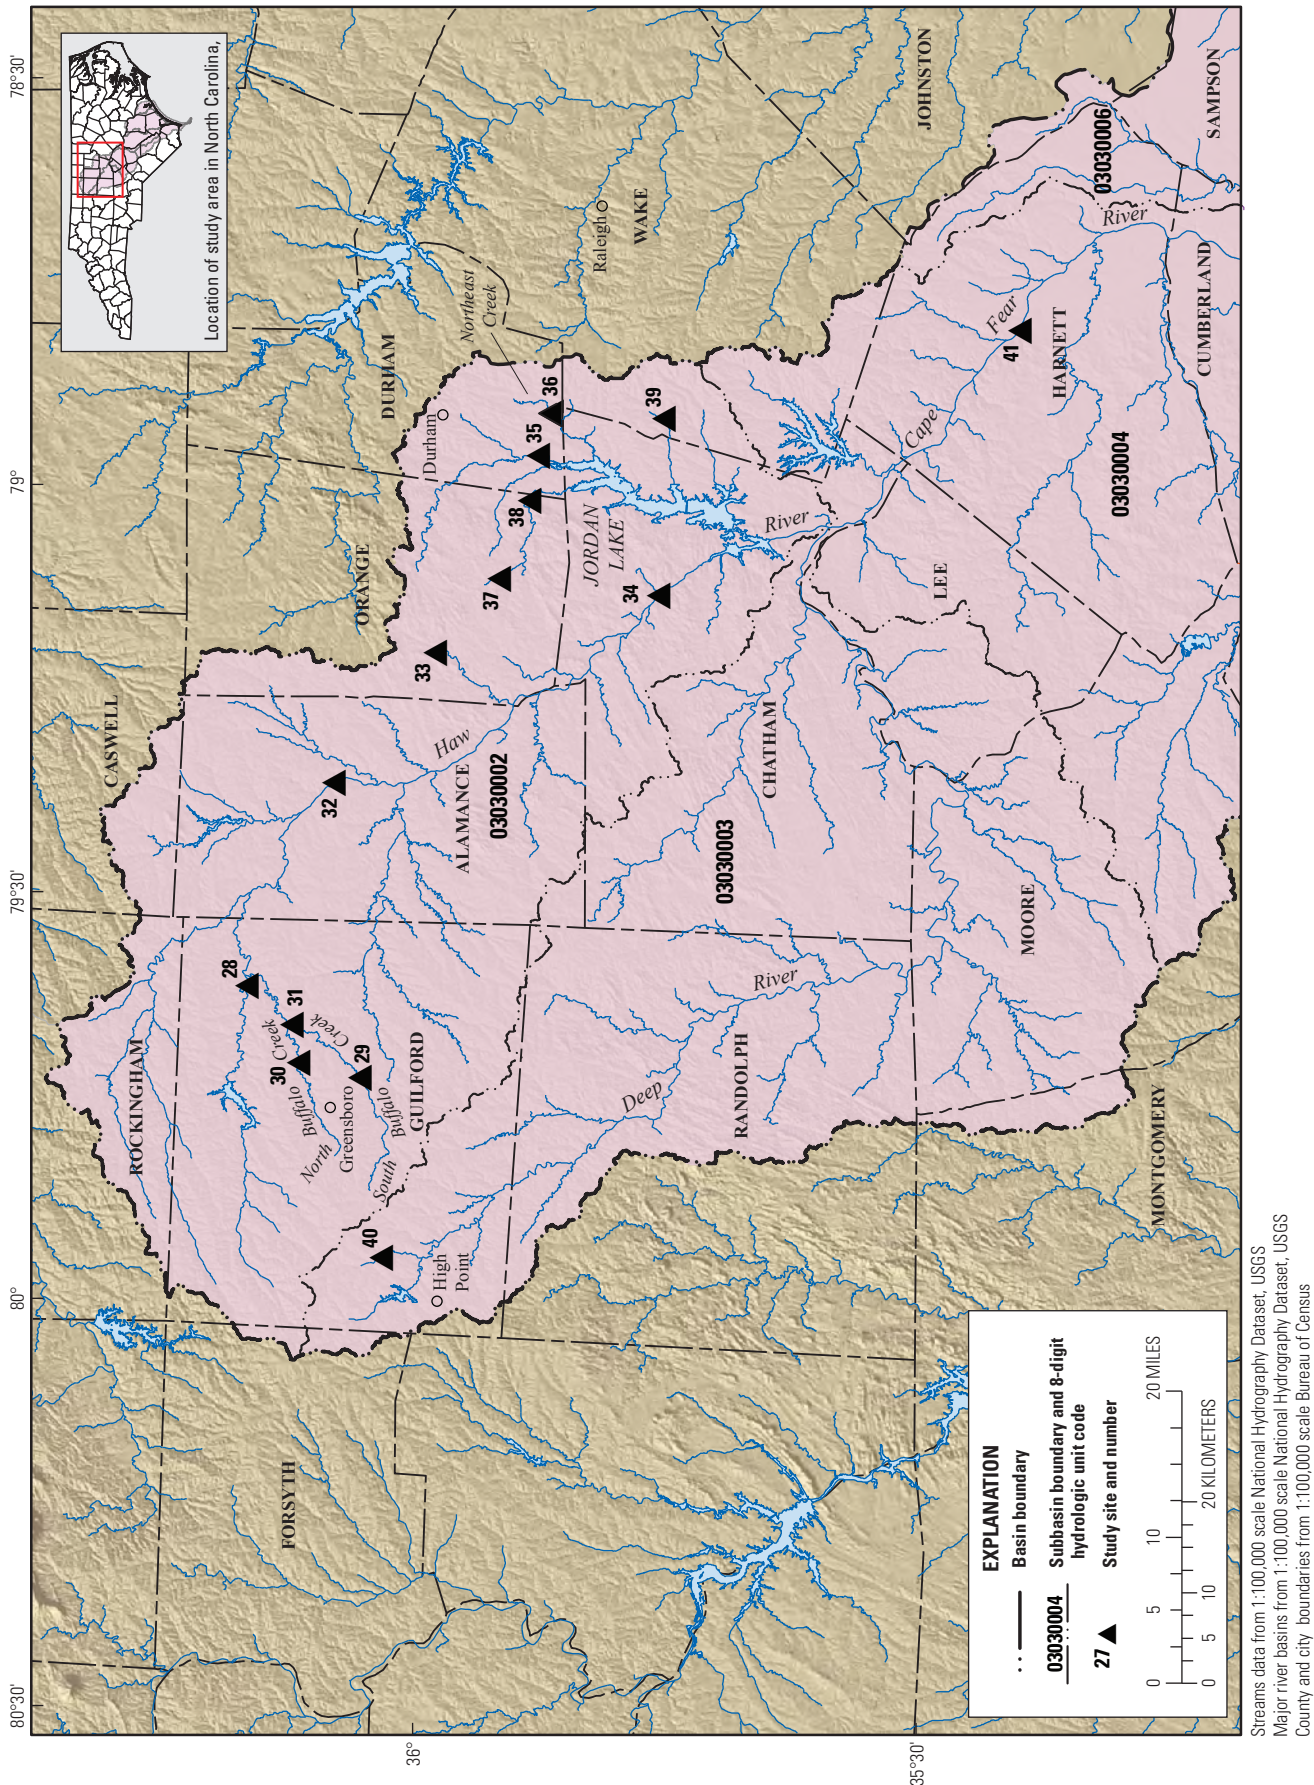 80°30'
80°
79°30'
79°
78°30'
36°
35°30'
Location of study area in North Carolina,
FORSYTH
ROCKINGHAM
CASWELL
ORANGE
DURHAM
GUILFORD
ALAMANCE
WAKE
JOHNSTON
RANDOLPH
CHATHAM
LEE
HARNETT
SAMPSON
CUMBERLAND
MOORE
MONTGOMERY
Greensboro
High
Point
Durham
Raleigh
North
Buffalo
Creek
South
Buffalo
Creek
Haw
River
Deep
River
Cape
Fear
River
Northeast
Creek
JORDAN
LAKE
03030002
03030003
03030004
03030006
28
29
30
31
32
33
34
35
36
37
38
39
40
41
EXPLANATION
Basin boundary
03030004
Subbasin boundary and 8-digit
hydrologic unit code
27
Study site and number
0 5 10 20 MILES
0 5 10 20 KILOMETERS
Streams data from 1:100,000 scale National Hydrography Dataset, USGS
Major river basins from 1:100,000 scale National Hydrography Dataset, USGS
County and city boundaries from 1:100,000 scale Bureau of Census